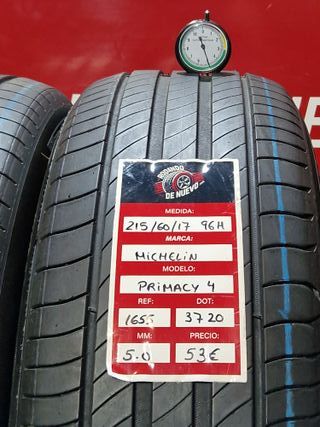 RODANDO
DE NUEVO
MEDIDA:
215/60/17 96H
MARCA:
MICHELIN
MODELO:
PRIMACY 4
REF: DOT:
1655 3720
MM: PRECIO:
5.0 53€